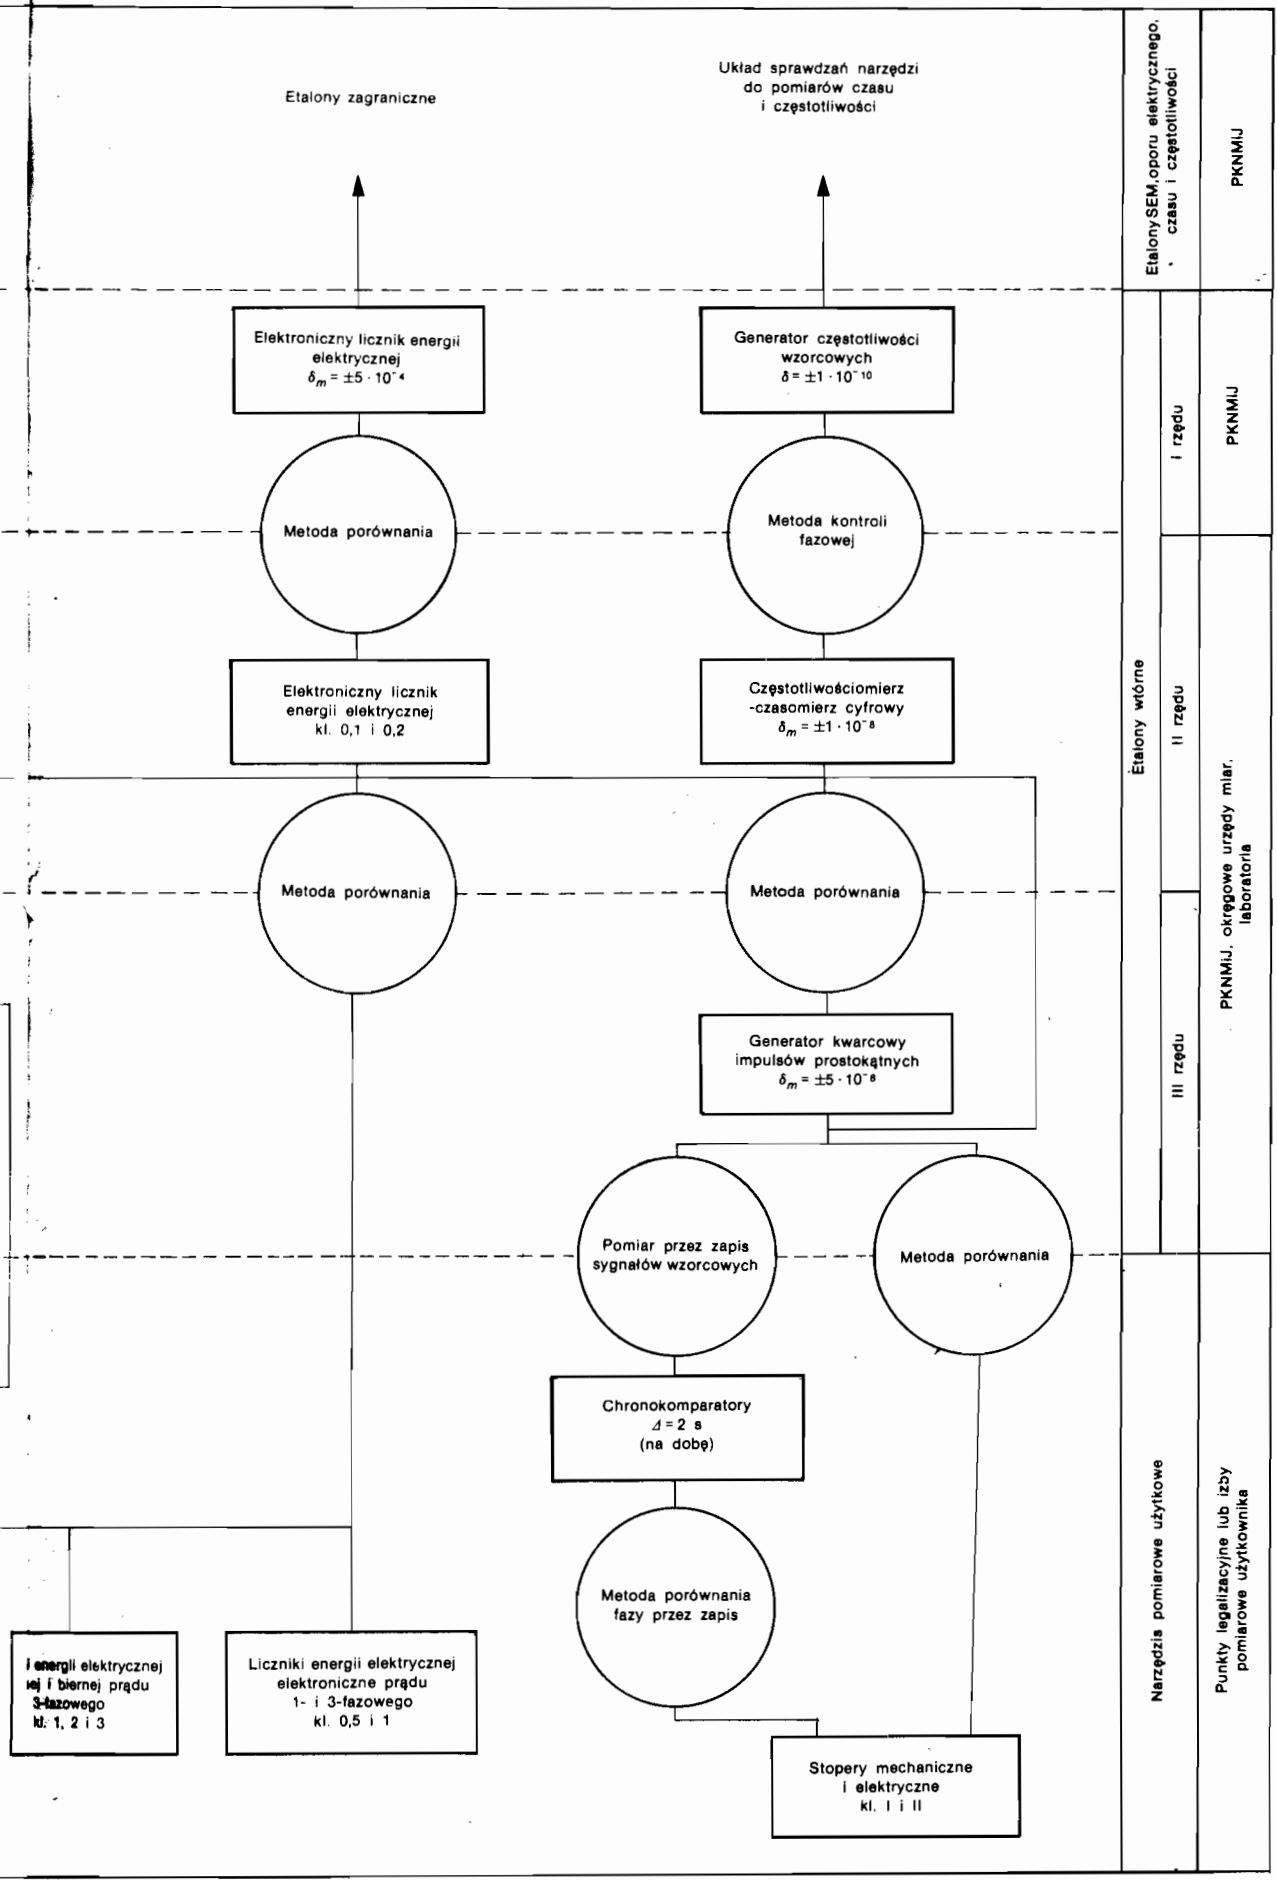 Etalony zagraniczne
Układ sprawdzań narzędzi
do pomiarów czasu
i częstotliwości
Elektroniczny licznik energii
elektrycznej
δm = ±5 · 10⁻⁴
Generator częstotliwości
wzorcowych
δ = ±1 · 10⁻¹⁰
Metoda porównania
Metoda kontroli
fazowej
Elektroniczny licznik
energii elektrycznej
kl. 0,1 i 0,2
Częstotliwościomierz
-czasomierz cyfrowy
δm = ±1 · 10⁻⁸
Metoda porównania
Metoda porównania
Generator kwarcowy
impulsów prostokątnych
δm = ±5 · 10⁻⁶
Pomiar przez zapis
sygnałów wzorcowych
Metoda porównania
Chronokomparatory
Δ = 2 s
(na dobę)
Metoda porównania
fazy przez zapis
i energii elektrycznej
ej i biernej prądu
3-fazowego
kl. 1, 2 i 3
Liczniki energii elektrycznej
elektroniczne prądu
1- i 3-fazowego
kl. 0,5 i 1
Stopery mechaniczne
i elektryczne
kl. I i II
Etalony SEM, oporu elektrycznego,
czasu i częstotliwości
PKNMiJ
Etalony wtórne
I rzędu
PKNMiJ
II rzędu
III rzędu
PKNMiJ, okręgowe urzędy miar,
laboratoria
Narzędzis pomiarowe użytkowe
Punkty legalizacyjne lub izby
pomiarowe użytkownika